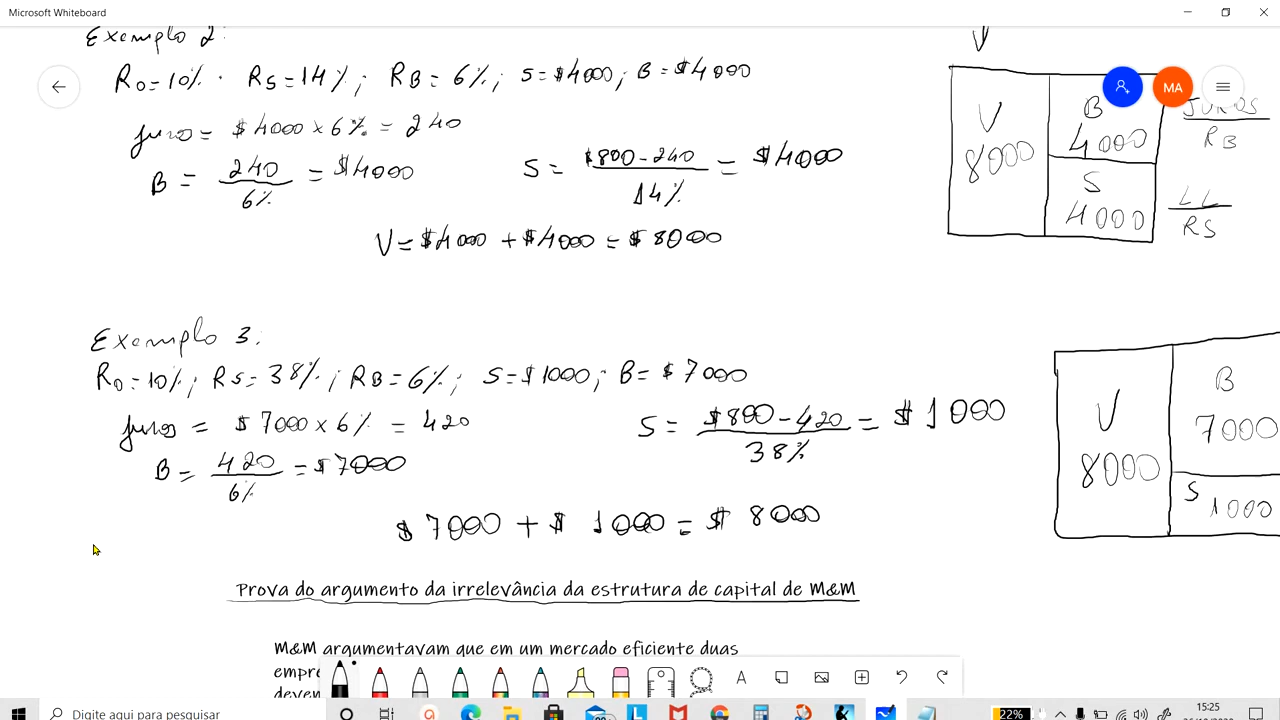 Microsoft Whiteboard
Exemplo 2:
R0=10%. RS=14%; RB=6%; S=$4000; B=$4000
juro = $4000 x 6% = 240
B = 240 / 6% = $4000
S = $800 - 240 / 14% = $4000
V = $4000 + $4000 = $8000
V
V 8000
B 4000
S 4000
JUROS / RB
LL / RS
MA
Exemplo 3:
R0=10%; RS=38%; RB=6%; S=$1000; B=$7000
juros = $7000 x 6% = 420
B = 420 / 6% = $7000
S = $800 - 420 / 38% = $1000
$7000 + $1000 = $8000
V 8000
B 7000
S 1000
Prova do argumento da irrelevância da estrutura de capital de M&M
M&M argumentavam que em um mercado eficiente duas
Digite aqui para pesquisar
22%
15:25